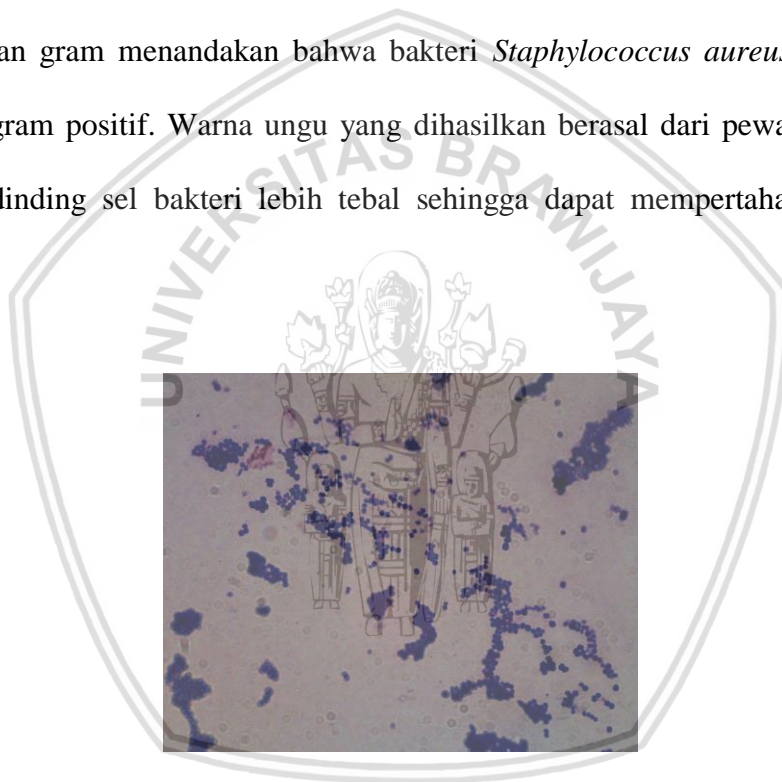 an gram menandakan bahwa bakteri Staphylococcus aureus
gram positif. Warna ungu yang dihasilkan berasal dari pewa
dinding sel bakteri lebih tebal sehingga dapat mempertaha
UNIVERSITAS BRAWIJAYA